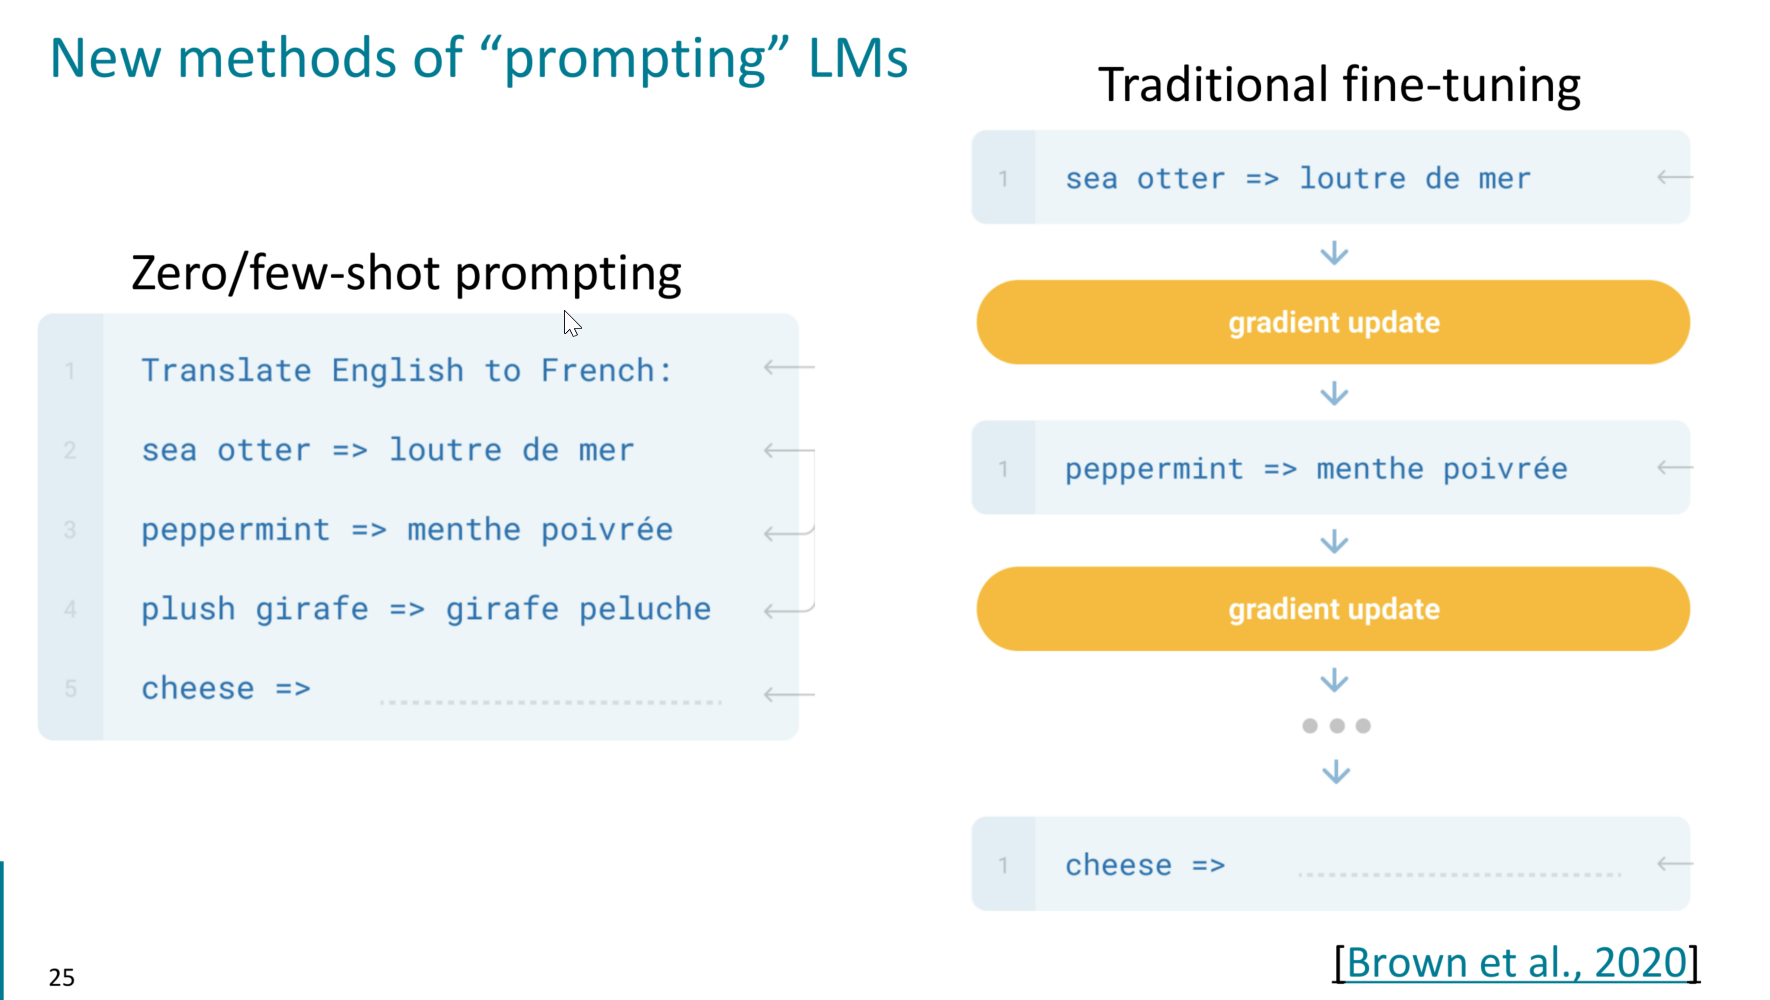 New methods of “prompting” LMs
Zero/few-shot prompting
1 Translate English to French:
2 sea otter => loutre de mer
3 peppermint => menthe poivrée
4 plush girafe => girafe peluche
5 cheese =>
Traditional fine-tuning
1 sea otter => loutre de mer
gradient update
1 peppermint => menthe poivrée
gradient update
1 cheese =>
[Brown et al., 2020]
25